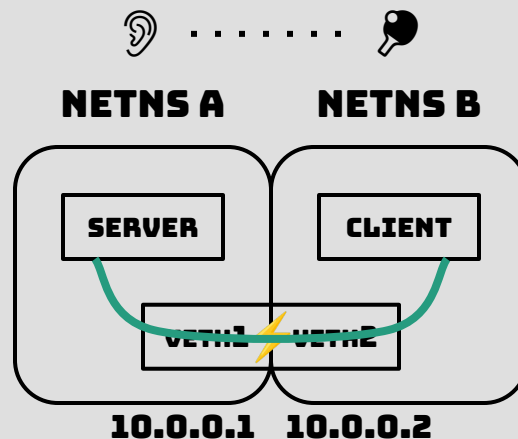 NETNS A NETNS B
SERVER CLIENT
VETH1 VETH2
10.0.0.1 10.0.0.2